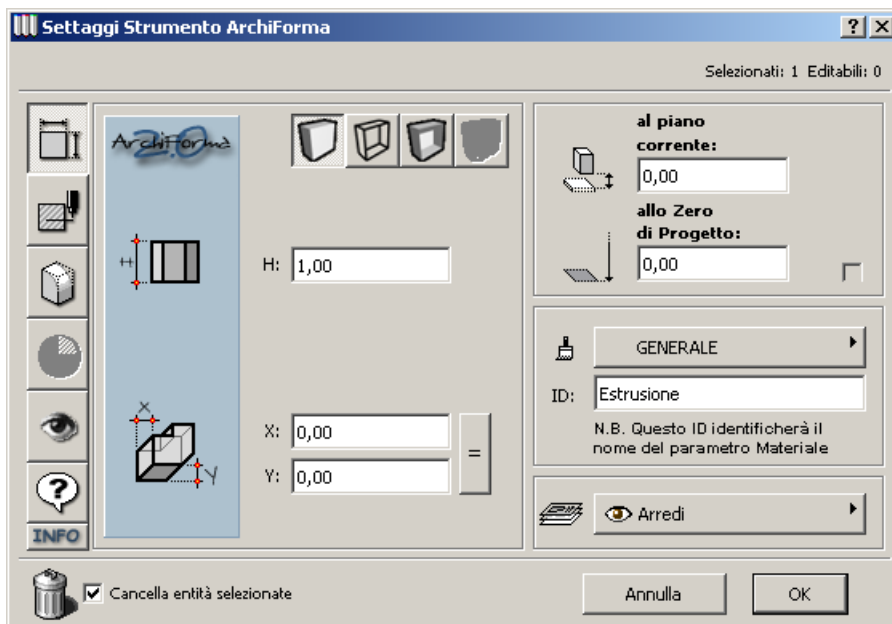 Settaggi Strumento ArchiForma
Selezionati: 1 Editabili: 0
ArchiForma
2.0
H
H: 1,00
X
Y
X: 0,00
Y: 0,00
=
INFO
al piano
corrente:
0,00
allo Zero
di Progetto:
0,00
GENERALE
ID: Estrusione
N.B. Questo ID identificherà il
nome del parametro Materiale
Arredi
Cancella entità selezionate
Annulla
OK